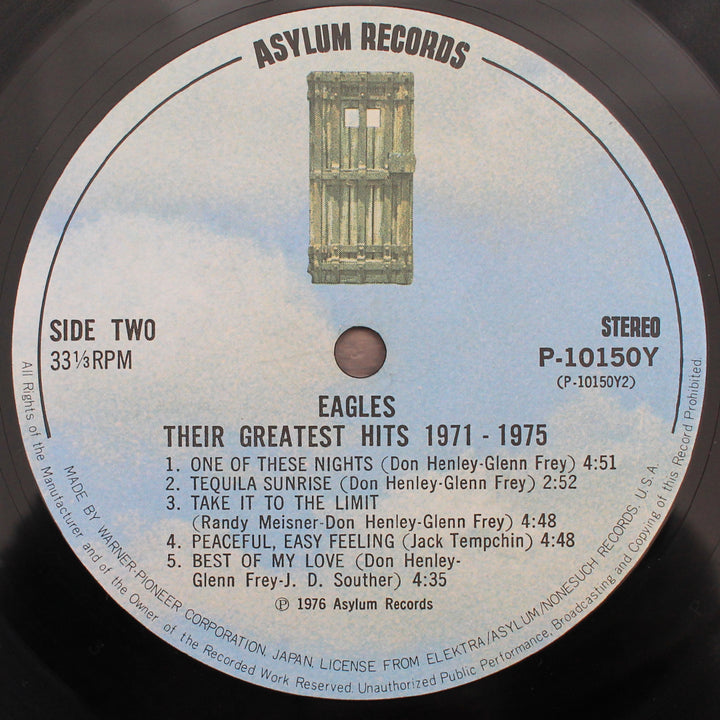 ASYLUM RECORDS
SIDE TWO
33⅓ RPM
STEREO
P-10150Y
(P-10150Y2)
EAGLES
THEIR GREATEST HITS 1971 - 1975
1. ONE OF THESE NIGHTS (Don Henley-Glenn Frey) 4:51
2. TEQUILA SUNRISE (Don Henley-Glenn Frey) 2:52
3. TAKE IT TO THE LIMIT
(Randy Meisner-Don Henley-Glenn Frey) 4:48
4. PEACEFUL, EASY FEELING (Jack Tempchin) 4:48
5. BEST OF MY LOVE (Don Henley-
Glenn Frey-J. D. Souther) 4:35
Ⓟ 1976 Asylum Records
MADE BY WARNER-PIONEER CORPORATION, JAPAN, LICENSE FROM ELEKTRA/ASYLUM/NONESUCH RECORDS, U.S.A.
All Rights of the Manufacturer and of the Owner of the Recorded Work Reserved. Unauthorized Public Performance, Broadcasting and Copying of this Record Prohibited.